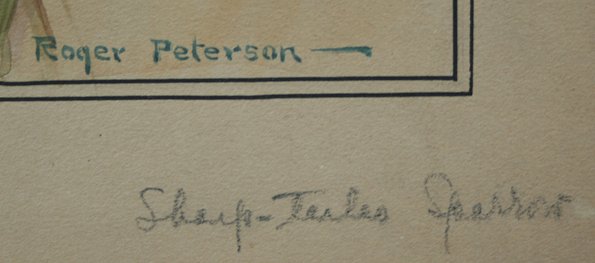 Roger Peterson —
Sharp-Tailed Sparrow